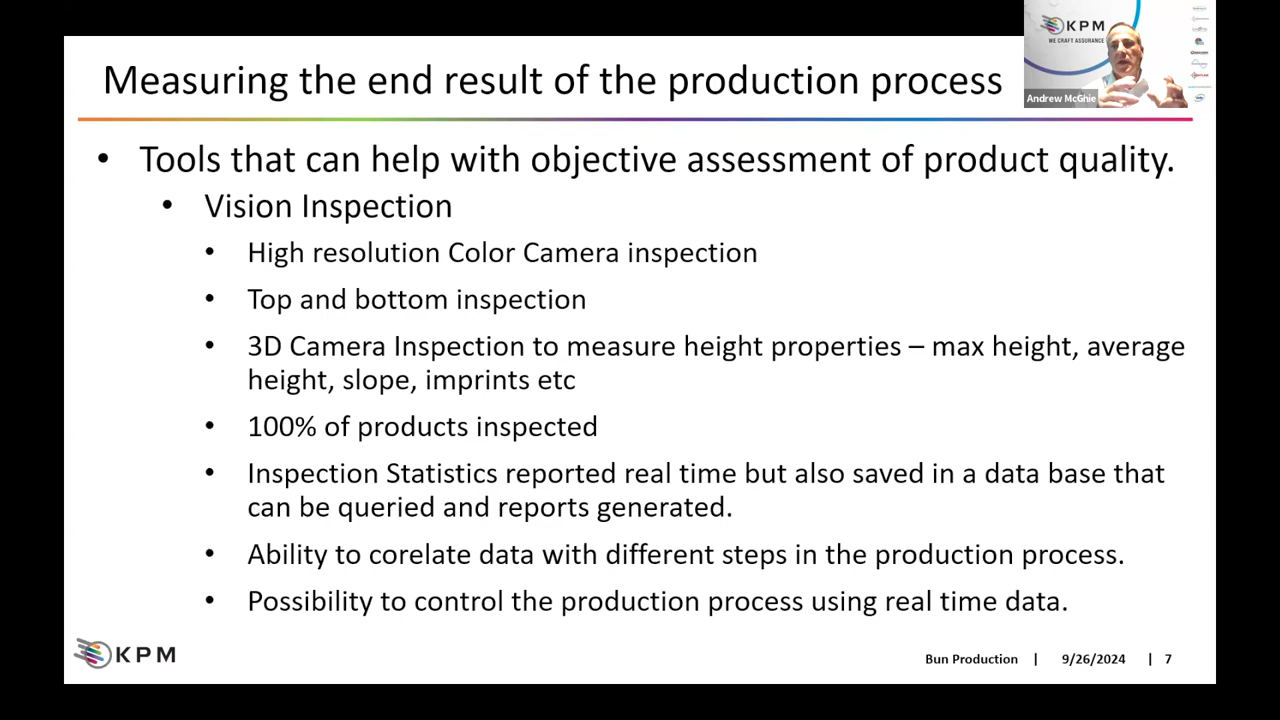 KPM
WE CRAFT ASSURANCE
Andrew McGhie
Measuring the end result of the production process
• Tools that can help with objective assessment of product quality.
• Vision Inspection
• High resolution Color Camera inspection
• Top and bottom inspection
• 3D Camera Inspection to measure height properties – max height, average
height, slope, imprints etc
• 100% of products inspected
• Inspection Statistics reported real time but also saved in a data base that
can be queried and reports generated.
• Ability to corelate data with different steps in the production process.
• Possibility to control the production process using real time data.
KPM
Bun Production | 9/26/2024 | 7